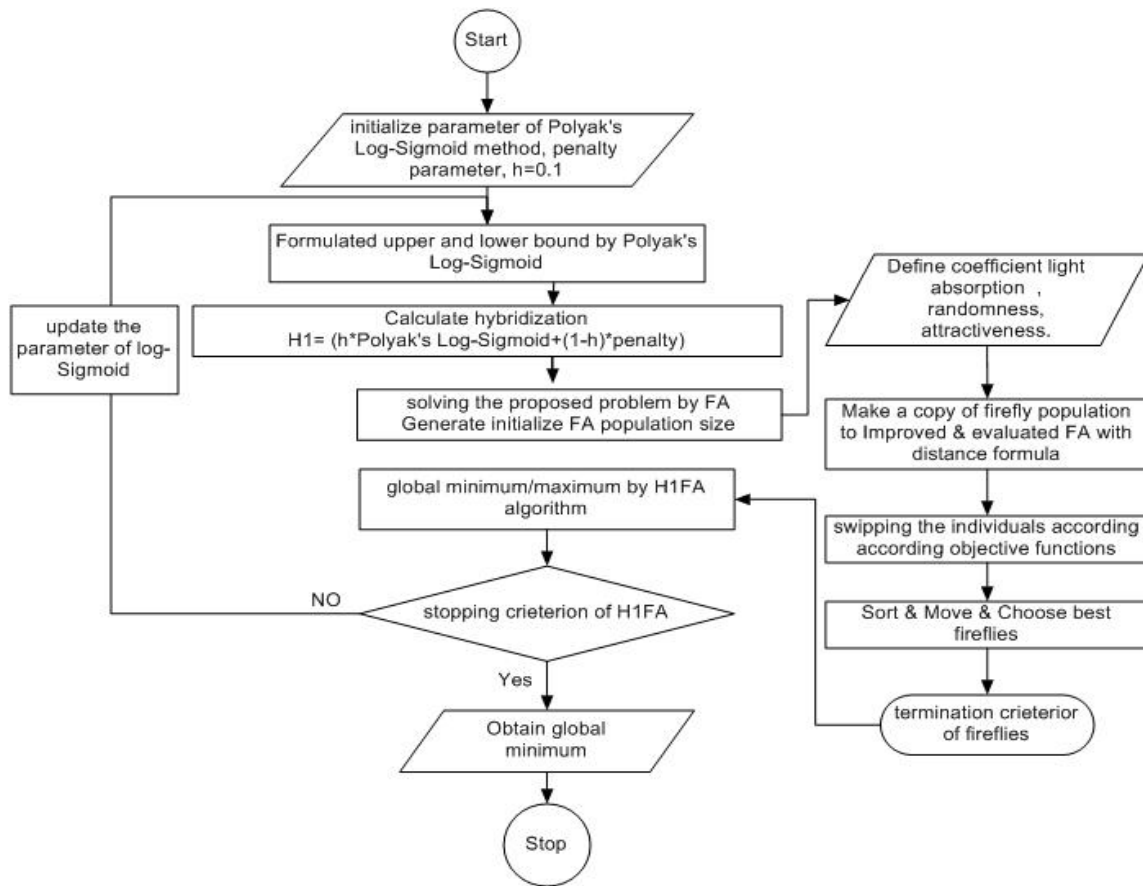 Start
initialize parameter of Polyak's
Log-Sigmoid method, penalty
parameter, h=0.1
Formulated upper and lower bound by Polyak's
Log-Sigmoid
Calculate hybridization
H1= (h*Polyak's Log-Sigmoid+(1-h)*penalty)
solving the proposed problem by FA
Generate initialize FA population size
Define coefficient light
absorption ,
randomness,
attractiveness.
Make a copy of firefly population
to Improved & evaluated FA with
distance formula
swipping the individuals according
according objective functions
Sort & Move & Choose best
fireflies
termination crieterior
of fireflies
global minimum/maximum by H1FA
algorithm
stopping crieterion of H1FA
NO
update the
parameter of log-
Sigmoid
Yes
Obtain global
minimum
Stop